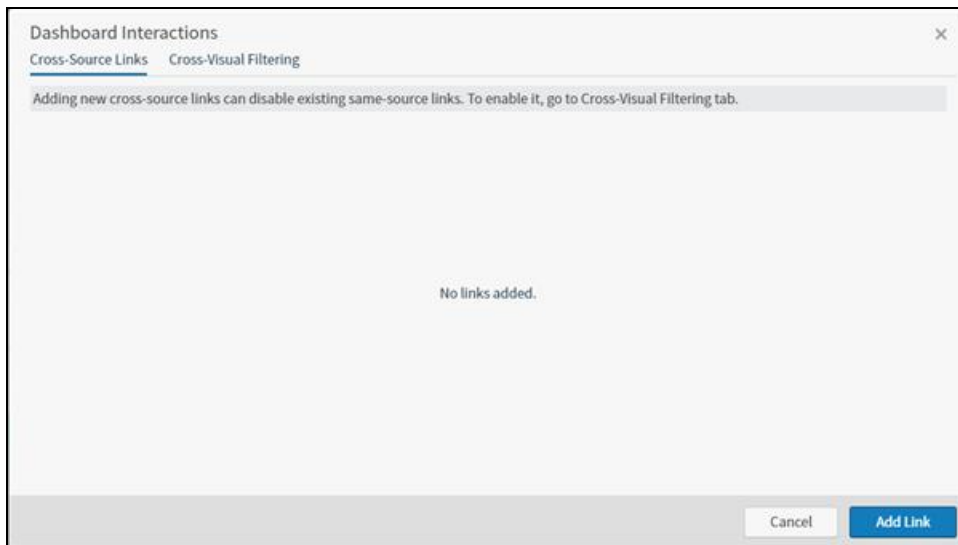 Dashboard Interactions
Cross-Source Links Cross-Visual Filtering
Adding new cross-source links can disable existing same-source links. To enable it, go to Cross-Visual Filtering tab.
No links added.
Cancel Add Link